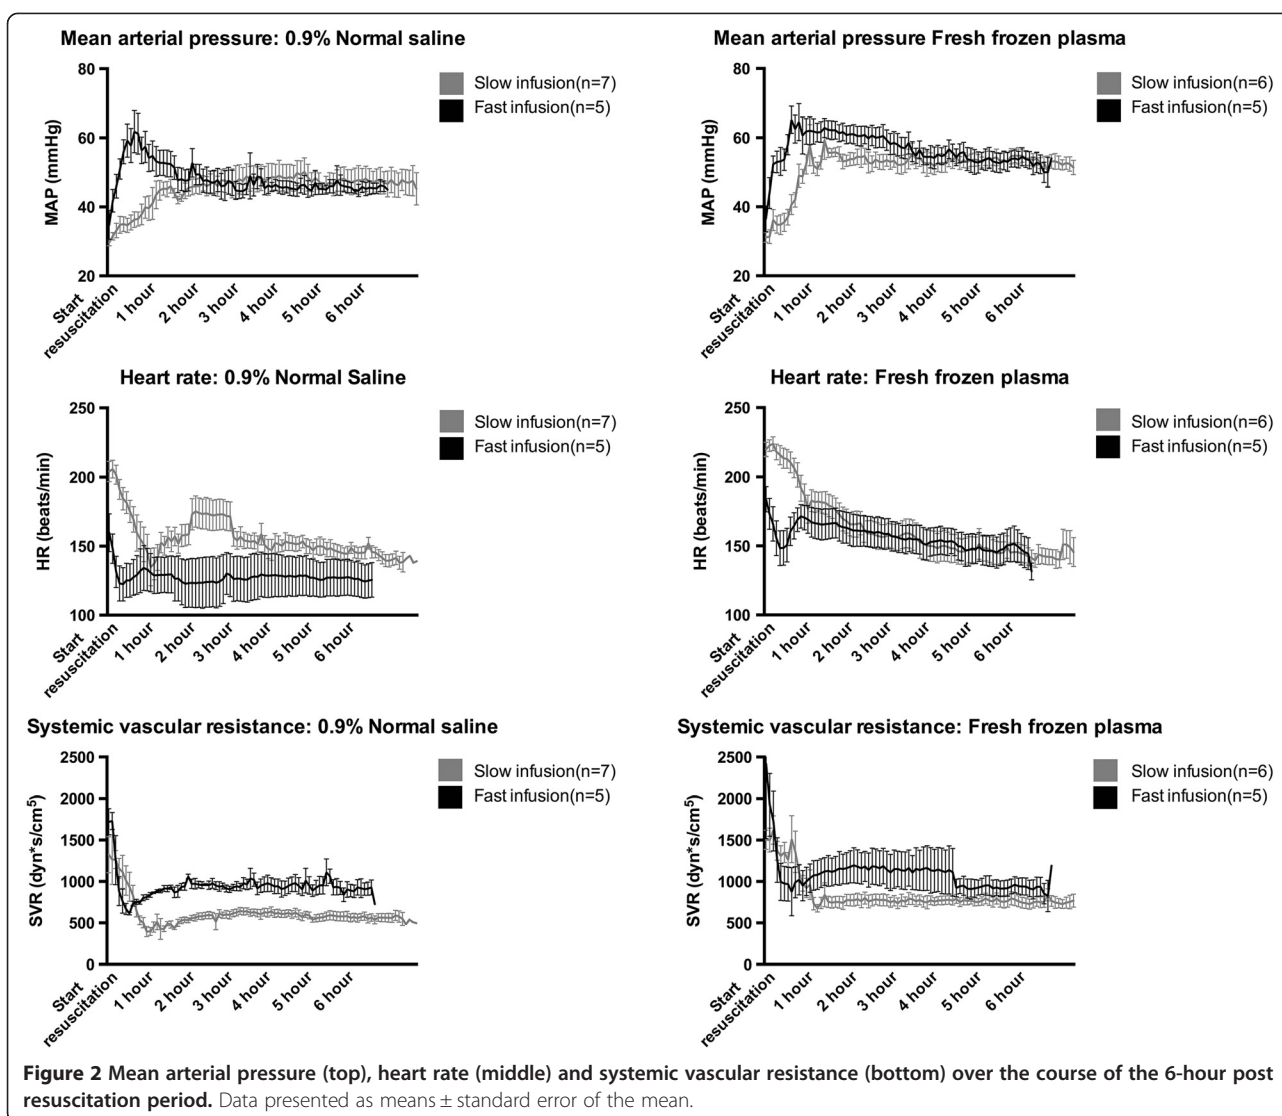 Mean arterial pressure: 0.9% Normal saline
MAP (mmHg)
80
60
40
20
Slow infusion(n=7)
Fast infusion(n=5)
Start
resuscitation
1 hour
2 hour
3 hour
4 hour
5 hour
6 hour
Mean arterial pressure Fresh frozen plasma
MAP (mmHg)
80
60
40
20
Slow infusion(n=6)
Fast infusion(n=5)
Start
resuscitation
1 hour
2 hour
3 hour
4 hour
5 hour
6 hour
Heart rate: 0.9% Normal Saline
HR (beats/min)
250
200
150
100
Slow infusion(n=7)
Fast infusion(n=5)
Start
resuscitation
1 hour
2 hour
3 hour
4 hour
5 hour
6 hour
Heart rate: Fresh frozen plasma
HR (beats/min)
250
200
150
100
Slow infusion(n=6)
Fast infusion(n=5)
Start
resuscitation
1 hour
2 hour
3 hour
4 hour
5 hour
6 hour
Systemic vascular resistance: 0.9% Normal saline
SVR (dyn*s/cm⁵)
2500
2000
1500
1000
500
0
Slow infusion(n=7)
Fast infusion(n=5)
Start
resuscitation
1 hour
2 hour
3 hour
4 hour
5 hour
6 hour
Systemic vascular resistance: Fresh frozen plasma
SVR (dyn*s/cm⁵)
2500
2000
1500
1000
500
0
Slow infusion(n=6)
Fast infusion(n=5)
Start
resuscitation
1 hour
2 hour
3 hour
4 hour
5 hour
6 hour
Figure 2 Mean arterial pressure (top), heart rate (middle) and systemic vascular resistance (bottom) over the course of the 6-hour post
resuscitation period. Data presented as means ± standard error of the mean.